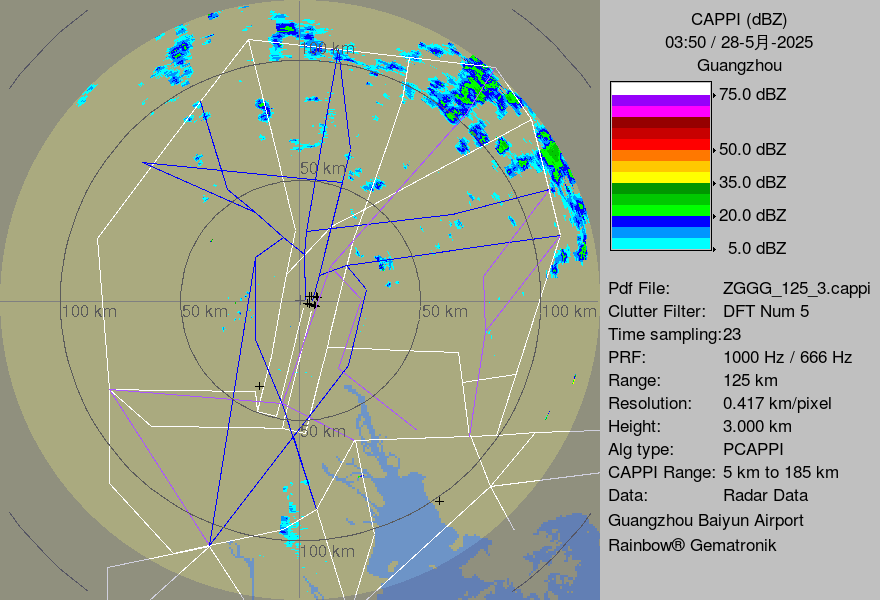 CAPPI (dBZ)
03:50 / 28-5月-2025
Guangzhou
75.0 dBZ
50.0 dBZ
35.0 dBZ
20.0 dBZ
5.0 dBZ
Pdf File: ZGGG_125_3.cappi
Clutter Filter: DFT Num 5
Time sampling:23
PRF: 1000 Hz / 666 Hz
Range: 125 km
Resolution: 0.417 km/pixel
Height: 3.000 km
Alg type: PCAPPI
CAPPI Range: 5 km to 185 km
Data: Radar Data
Guangzhou Baiyun Airport
Rainbow® Gematronik
100 km
50 km
100 km
50 km
50 km
100 km
50 km
100 km